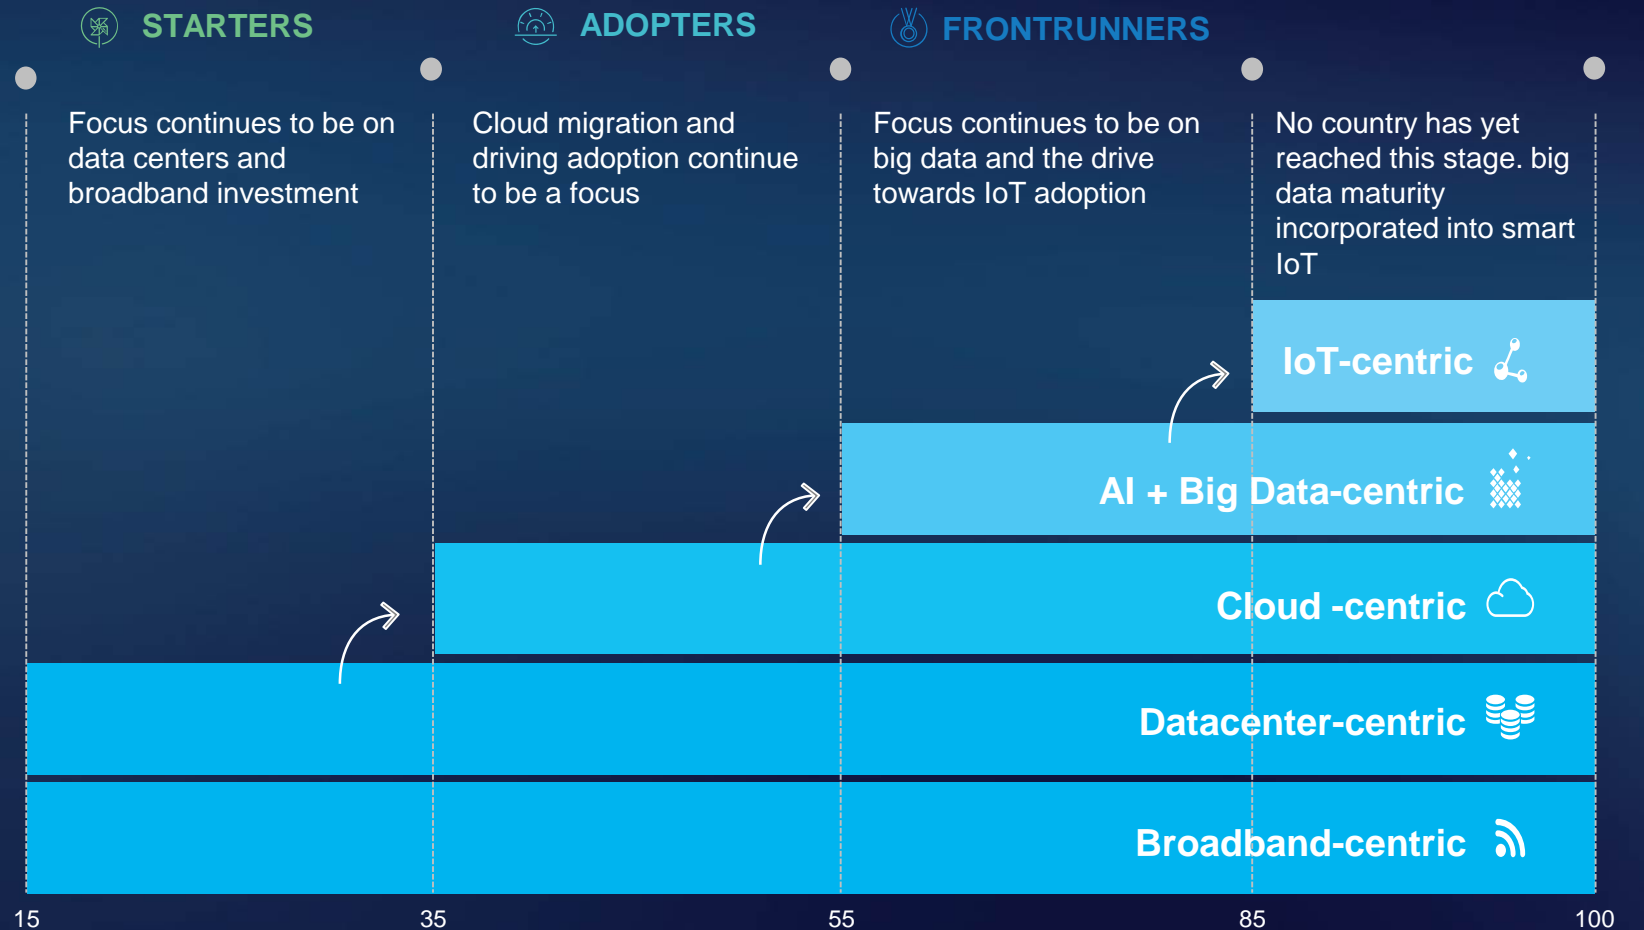 STARTERS
ADOPTERS
FRONTRUNNERS
Focus continues to be on
data centers and
broadband investment
Cloud migration and
driving adoption continue
to be a focus
Focus continues to be on
big data and the drive
towards IoT adoption
No country has yet
reached this stage. big
data maturity
incorporated into smart
IoT
IoT-centric
AI + Big Data-centric
Cloud -centric
Datacenter-centric
Broadband-centric
15
35
55
85
100